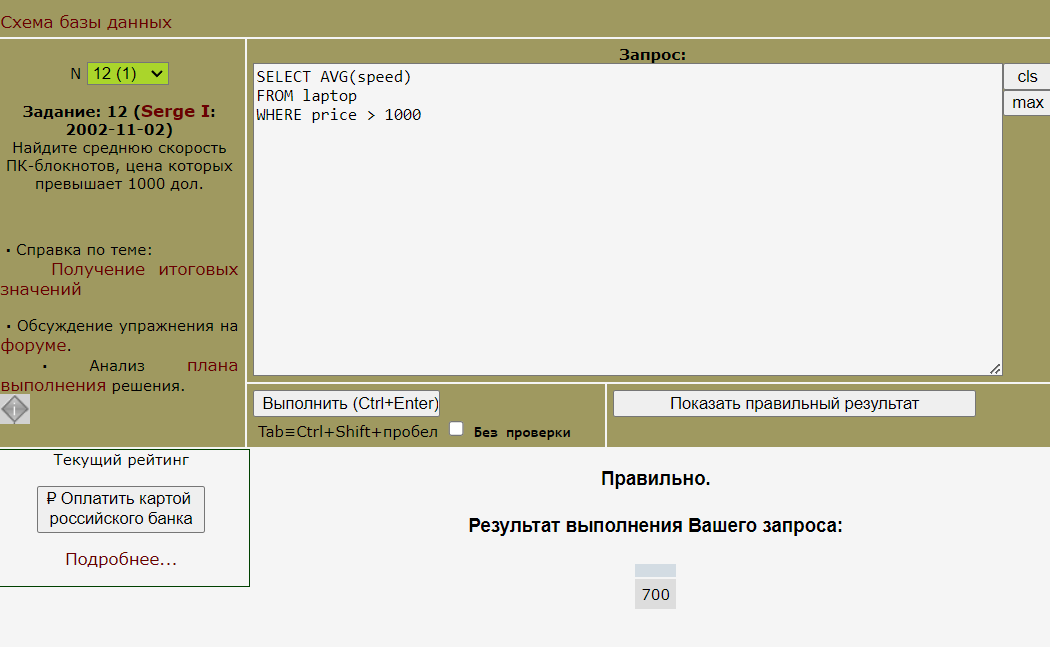 Схема базы данных
N 12 (1)
Задание: 12 (Serge I:
2002-11-02)
Найдите среднюю скорость
ПК-блокнотов, цена которых
превышает 1000 дол.
· Справка по теме:
Получение итоговых
значений
· Обсуждение упражнения на
форуме.
· Анализ плана
выполнения решения.
Запрос:
SELECT AVG(speed)
FROM laptop
WHERE price > 1000
cls
max
Выполнить (Ctrl+Enter)
Tab≡Ctrl+Shift+пробел Без проверки
Показать правильный результат
Текущий рейтинг
₽ Оплатить картой
российского банка
Подробнее...
Правильно.
Результат выполнения Вашего запроса:
700